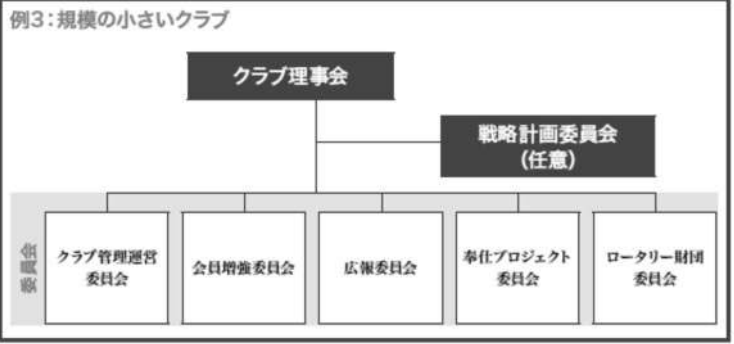 例3：規模の小さいクラブ
クラブ理事会
戦略計画委員会
(任意)
委員会
クラブ管理運営
委員会
会員増強委員会
広報委員会
奉仕プロジェクト
委員会
ロータリー財団
委員会